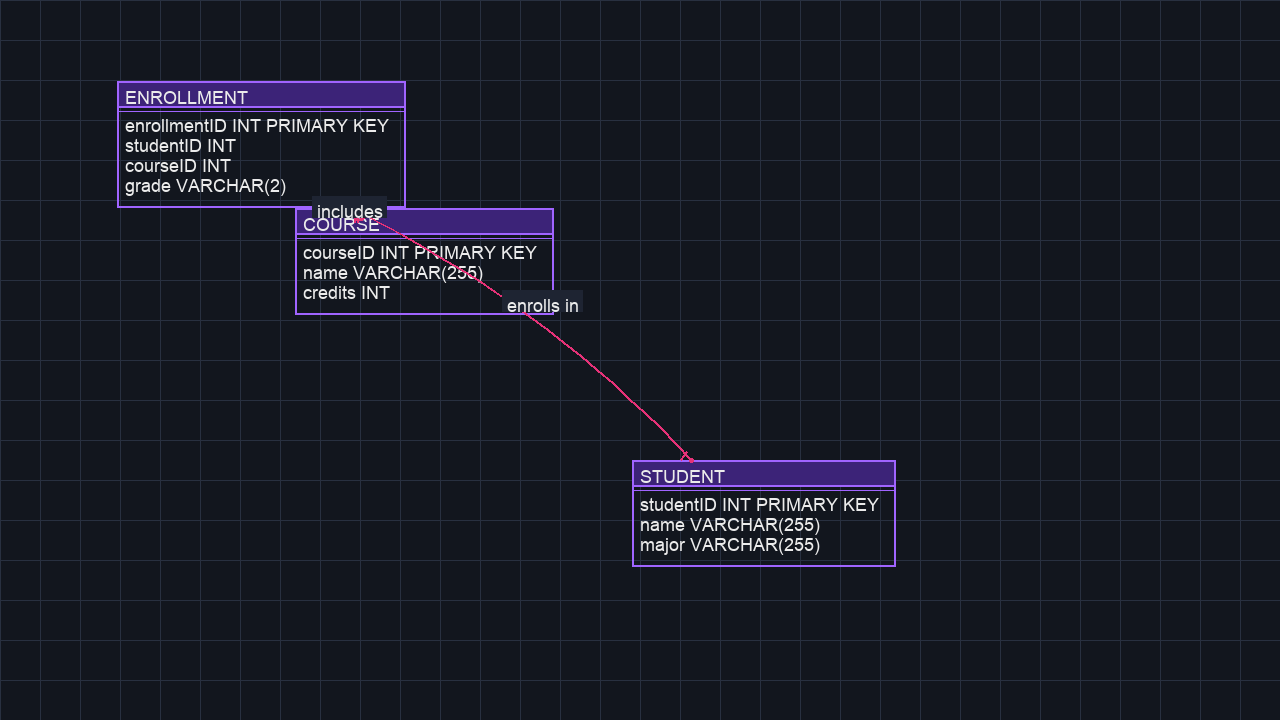 ENROLLMENT
enrollmentID INT PRIMARY KEY
studentID INT
courseID INT
grade VARCHAR(2)
includes
COURSE
courseID INT PRIMARY KEY
name VARCHAR(255)
credits INT
enrolls in
STUDENT
studentID INT PRIMARY KEY
name VARCHAR(255)
major VARCHAR(255)